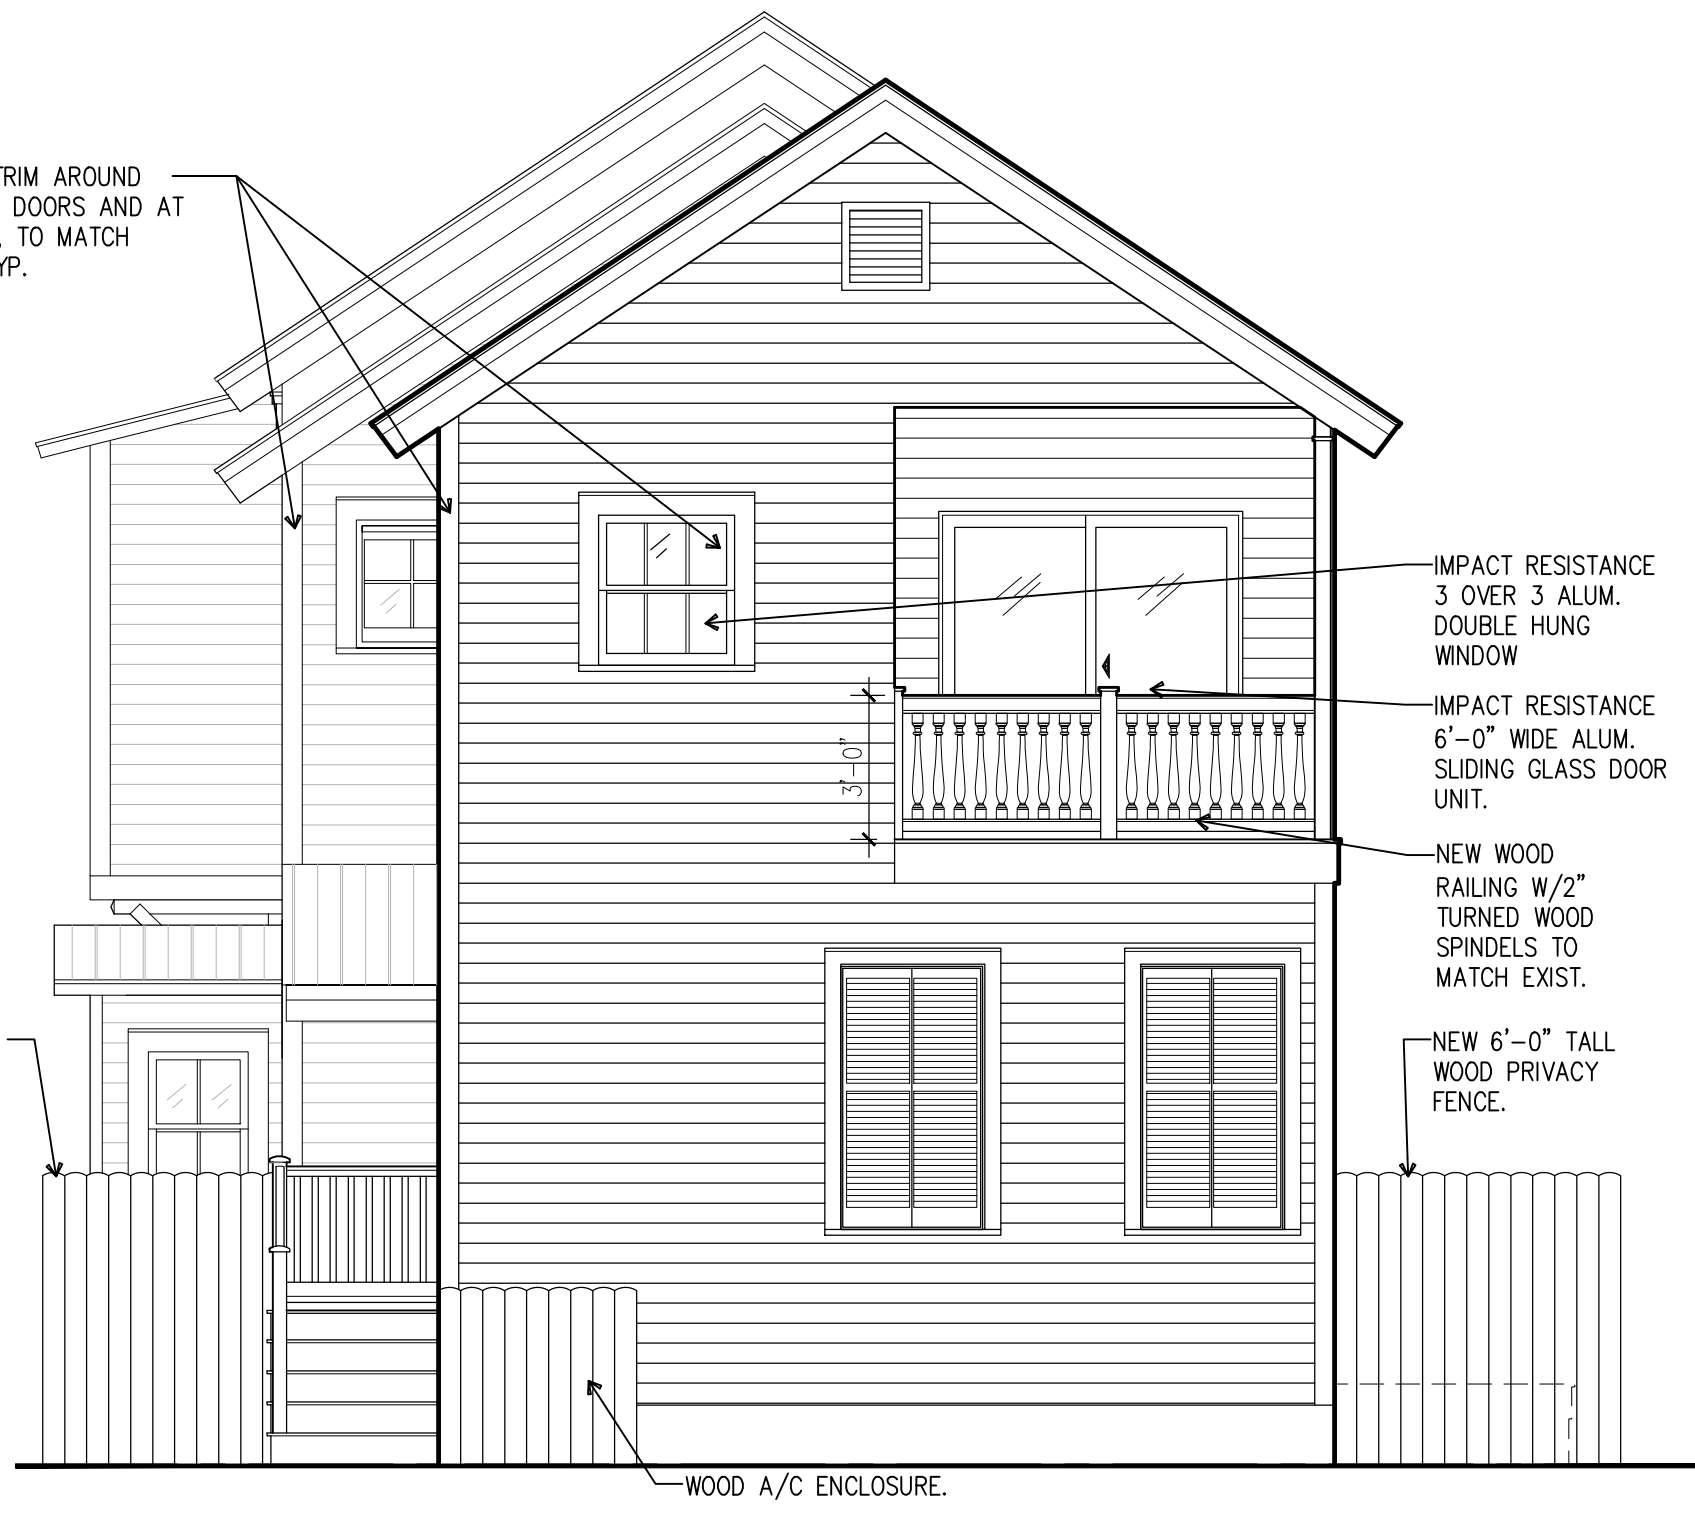 TRIM AROUND
DOORS AND AT
TO MATCH
YP.
IMPACT RESISTANCE
3 OVER 3 ALUM.
DOUBLE HUNG
WINDOW
IMPACT RESISTANCE
6'-0" WIDE ALUM.
SLIDING GLASS DOOR
UNIT.
3'-0"
NEW WOOD
RAILING W/2"
TURNED WOOD
SPINDELS TO
MATCH EXIST.
NEW 6'-0" TALL
WOOD PRIVACY
FENCE.
WOOD A/C ENCLOSURE.